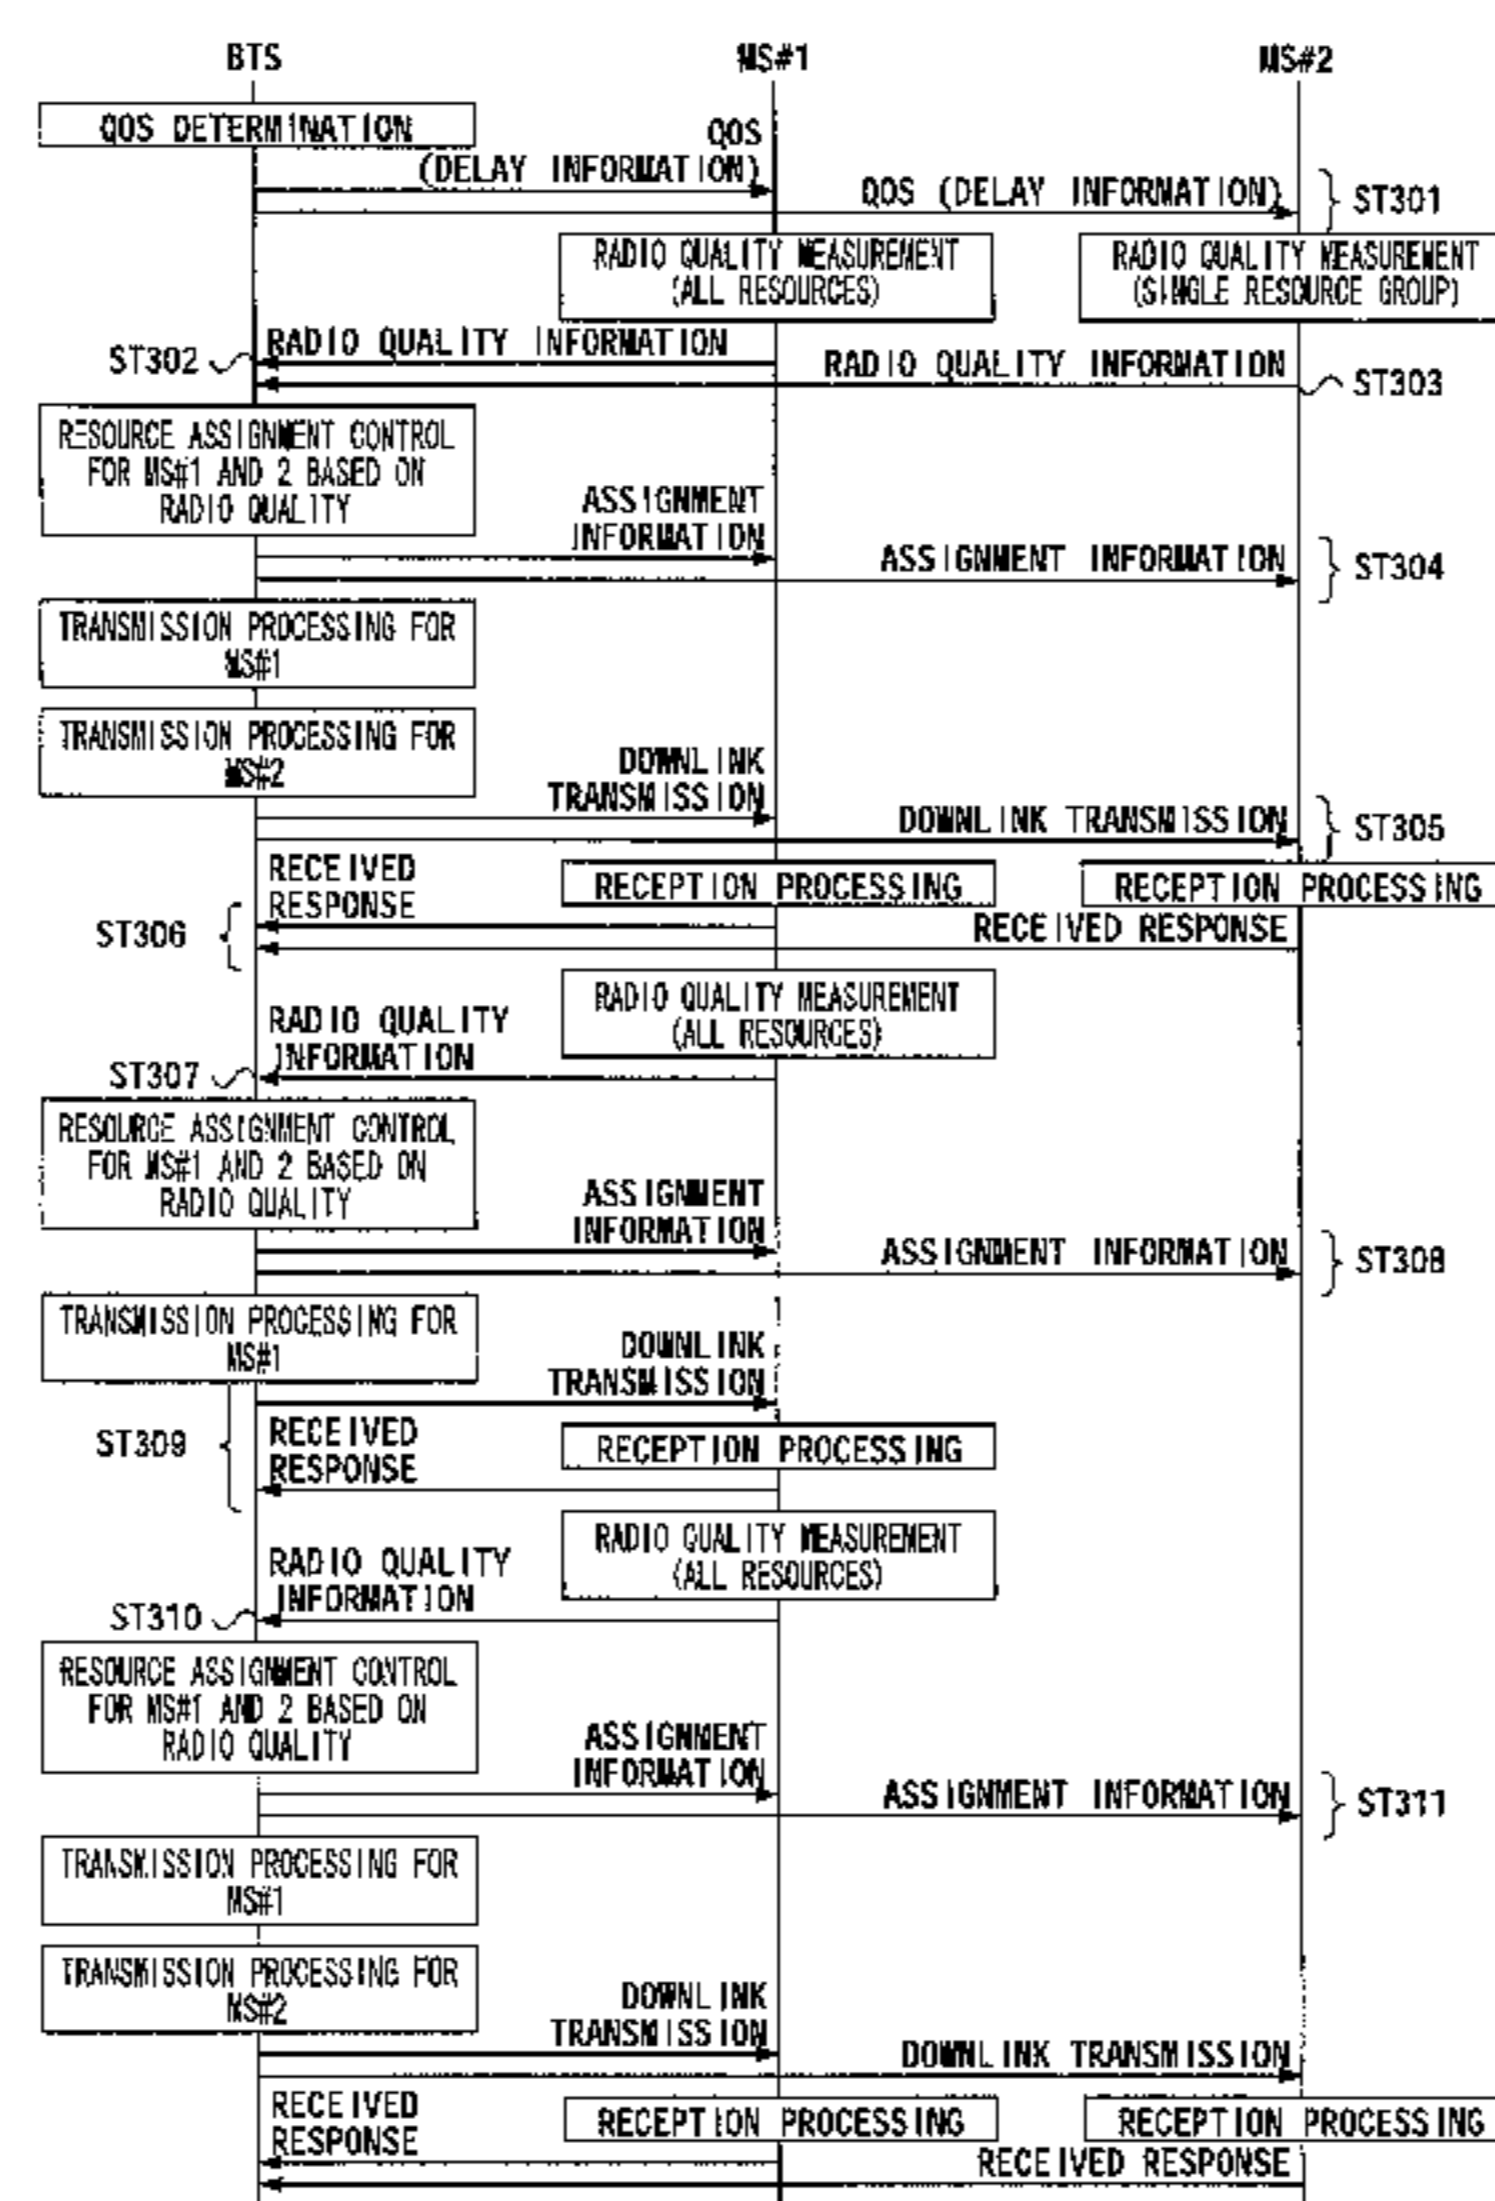 BTS
MS#1
MS#2
QOS DETERMINATION
QOS
(DELAY INFORMATION)
QOS (DELAY INFORMATION)
ST301
RADIO QUALITY MEASUREMENT
(ALL RESOURCES)
RADIO QUALITY MEASUREMENT
(SINGLE RESOURCE GROUP)
ST302
RADIO QUALITY INFORMATION
RADIO QUALITY INFORMATION
ST303
RESOURCE ASSIGNMENT CONTROL
FOR MS#1 AND 2 BASED ON
RADIO QUALITY
ASSIGNMENT
INFORMATION
ASSIGNMENT INFORMATION
ST304
TRANSMISSION PROCESSING FOR
MS#1
TRANSMISSION PROCESSING FOR
MS#2
DOWNLINK
TRANSMISSION
DOWNLINK TRANSMISSION
ST305
RECEIVED
RESPONSE
RECEPTION PROCESSING
RECEPTION PROCESSING
ST306
RECEIVED RESPONSE
RADIO QUALITY MEASUREMENT
(ALL RESOURCES)
RADIO QUALITY
INFORMATION
ST307
RESOURCE ASSIGNMENT CONTROL
FOR MS#1 AND 2 BASED ON
RADIO QUALITY
ASSIGNMENT
INFORMATION
ASSIGNMENT INFORMATION
ST308
TRANSMISSION PROCESSING FOR
MS#1
DOWNLINK
TRANSMISSION
ST309
RECEIVED
RESPONSE
RECEPTION PROCESSING
RADIO QUALITY MEASUREMENT
(ALL RESOURCES)
RADIO QUALITY
INFORMATION
ST310
RESOURCE ASSIGNMENT CONTROL
FOR MS#1 AND 2 BASED ON
RADIO QUALITY
ASSIGNMENT
INFORMATION
ASSIGNMENT INFORMATION
ST311
TRANSMISSION PROCESSING FOR
MS#1
TRANSMISSION PROCESSING FOR
MS#2
DOWNLINK
TRANSMISSION
DOWNLINK TRANSMISSION
RECEIVED
RESPONSE
RECEPTION PROCESSING
RECEPTION PROCESSING
RECEIVED RESPONSE